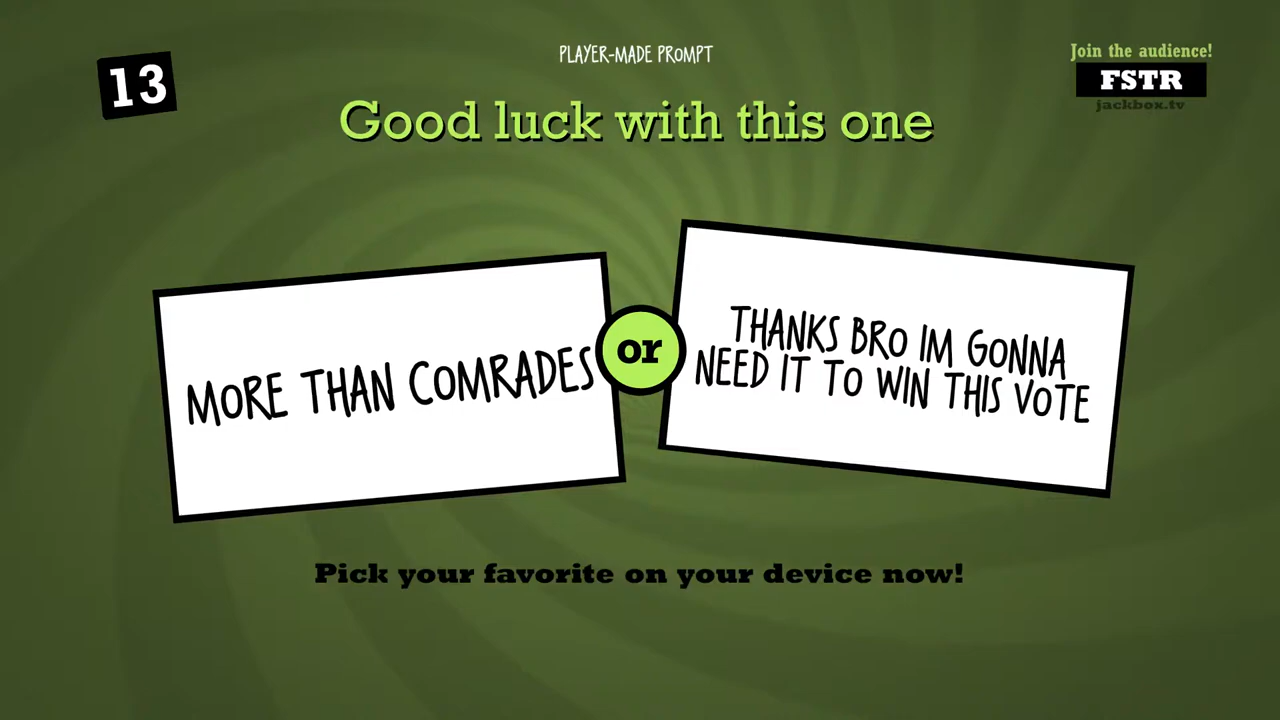 PLAYER-MADE PROMPT
Join the audience!
13
FSTR
Good luck with this one
jackbox.tv
MORE THAN COMRADES
or
THANKS BRO IM GONNA
NEED IT TO WIN THIS VOTE
Pick your favorite on your device now!